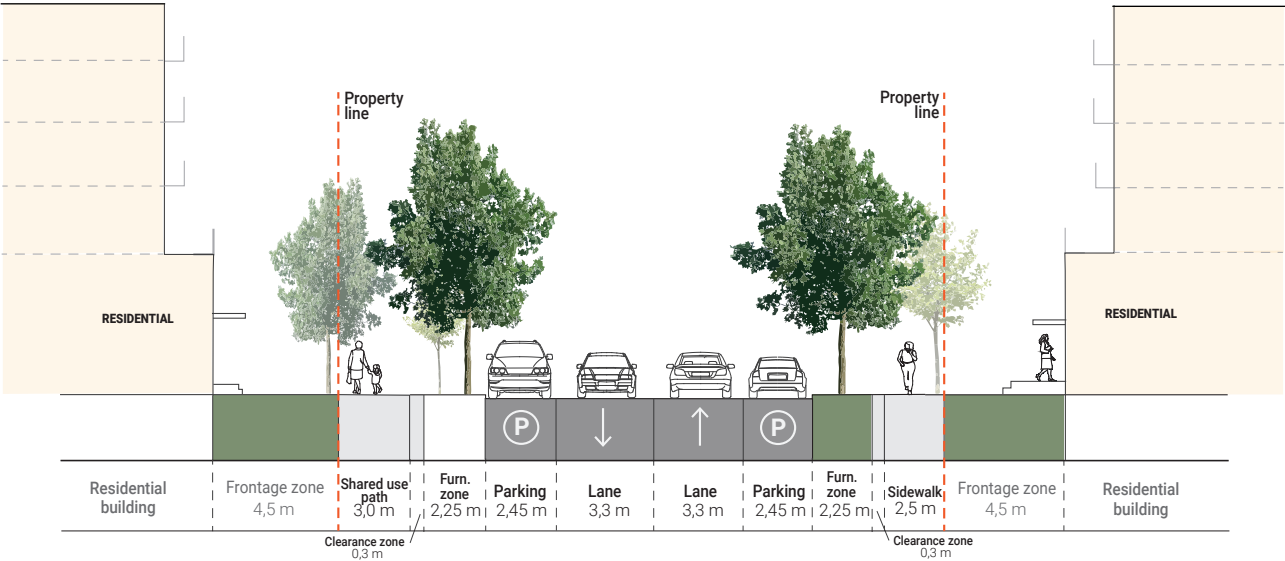 Property
line
Property
line
RESIDENTIAL
RESIDENTIAL
P
P
Residential
building
Frontage zone
4,5 m
Shared use
path
3,0 m
Furn.
zone
2,25 m
Parking
2,45 m
Lane
3,3 m
Lane
3,3 m
Parking
2,45 m
Furn.
zone
2,25 m
Sidewalk
2,5 m
Frontage zone
4,5 m
Residential
building
Clearance zone
0,3 m
Clearance zone
0,3 m